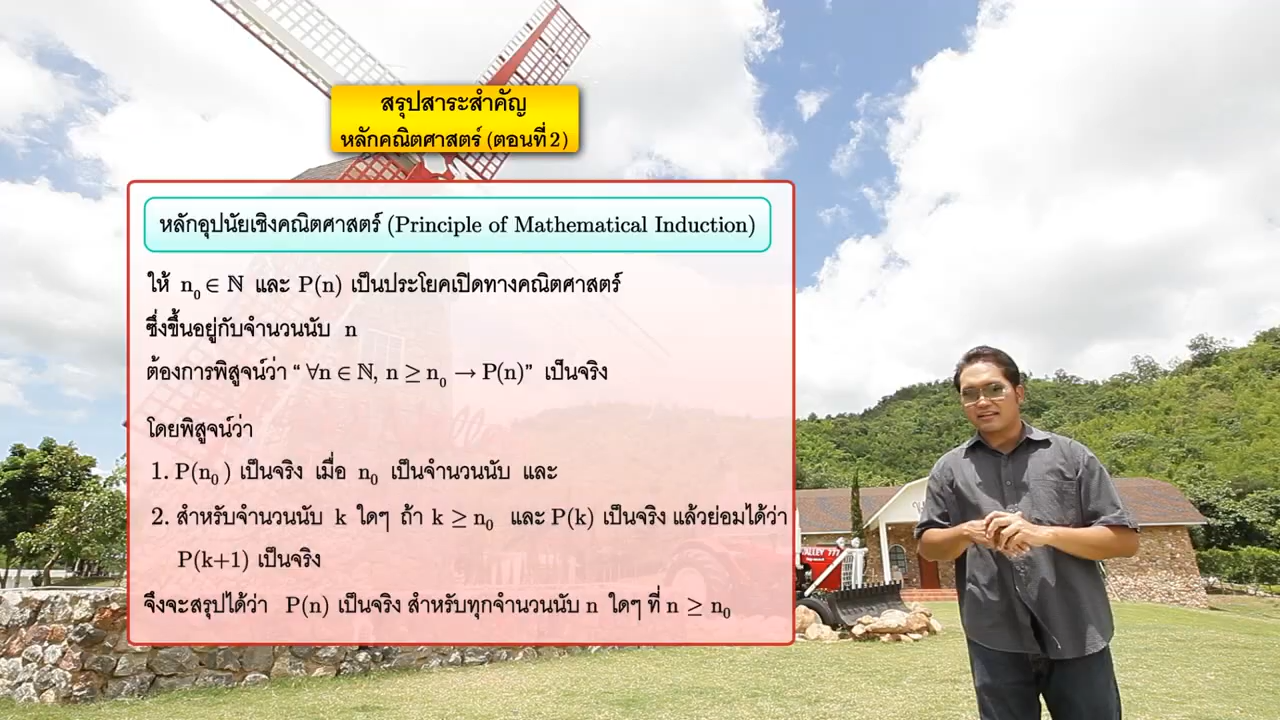 สรุปสาระสำคัญ
หลักคณิตศาสตร์ (ตอนที่ 2)
หลักอุปนัยเชิงคณิตศาสตร์ (Principle of Mathematical Induction)
ให้ n₀ ∈ ℕ และ P(n) เป็นประโยคเปิดทางคณิตศาสตร์
ซึ่งขึ้นอยู่กับจำนวนนับ n
ต้องการพิสูจน์ว่า “ ∀n ∈ ℕ, n ≥ n₀ → P(n)” เป็นจริง
โดยพิสูจน์ว่า
1. P(n₀ ) เป็นจริง เมื่อ n₀ เป็นจำนวนนับ และ
2. สำหรับจำนวนนับ k ใดๆ ถ้า k ≥ n₀ และ P(k) เป็นจริง แล้วย่อมได้ว่า
P(k+1) เป็นจริง
จึงจะสรุปได้ว่า P(n) เป็นจริง สำหรับทุกจำนวนนับ n ใดๆ ที่ n ≥ n₀
VALLEY 777